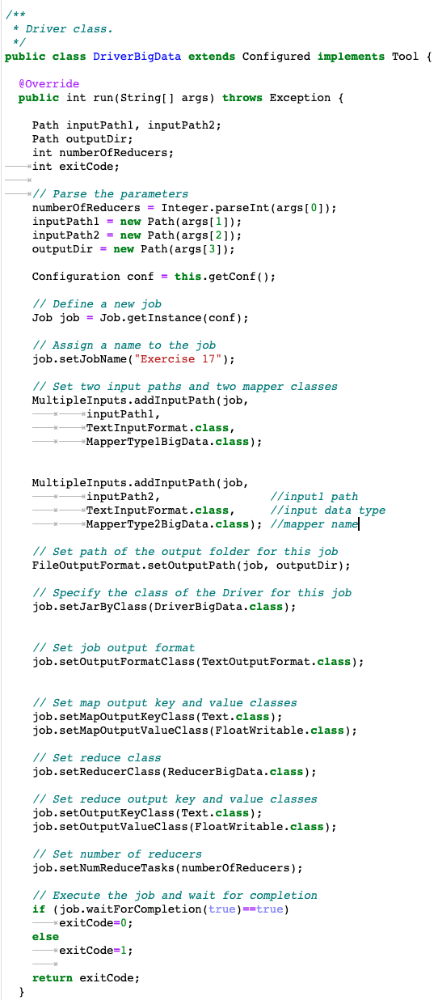 /**
 * Driver class.
 */
public class DriverBigData extends Configured implements Tool {

  @Override
  public int run(String[] args) throws Exception {

    Path inputPath1, inputPath2;
    Path outputDir;
    int numberOfReducers;
    int exitCode;

    // Parse the parameters
    numberOfReducers = Integer.parseInt(args[0]);
    inputPath1 = new Path(args[1]);
    inputPath2 = new Path(args[2]);
    outputDir = new Path(args[3]);

    Configuration conf = this.getConf();

    // Define a new job
    Job job = Job.getInstance(conf);

    // Assign a name to the job
    job.setJobName("Exercise 17");

    // Set two input paths and two mapper classes
    MultipleInputs.addInputPath(job,
            inputPath1,
            TextInputFormat.class,
            MapperType1BigData.class);


    MultipleInputs.addInputPath(job,
            inputPath2,                //input1 path
            TextInputFormat.class,     //input data type
            MapperType2BigData.class); //mapper name

    // Set path of the output folder for this job
    FileOutputFormat.setOutputPath(job, outputDir);

    // Specify the class of the Driver for this job
    job.setJarByClass(DriverBigData.class);


    // Set job output format
    job.setOutputFormatClass(TextOutputFormat.class);


    // Set map output key and value classes
    job.setMapOutputKeyClass(Text.class);
    job.setMapOutputValueClass(FloatWritable.class);

    // Set reduce class
    job.setReducerClass(ReducerBigData.class);

    // Set reduce output key and value classes
    job.setOutputKeyClass(Text.class);
    job.setOutputValueClass(FloatWritable.class);

    // Set number of reducers
    job.setNumReduceTasks(numberOfReducers);

    // Execute the job and wait for completion
    if (job.waitForCompletion(true)==true)
        exitCode=0;
    else
        exitCode=1;

    return exitCode;
  }